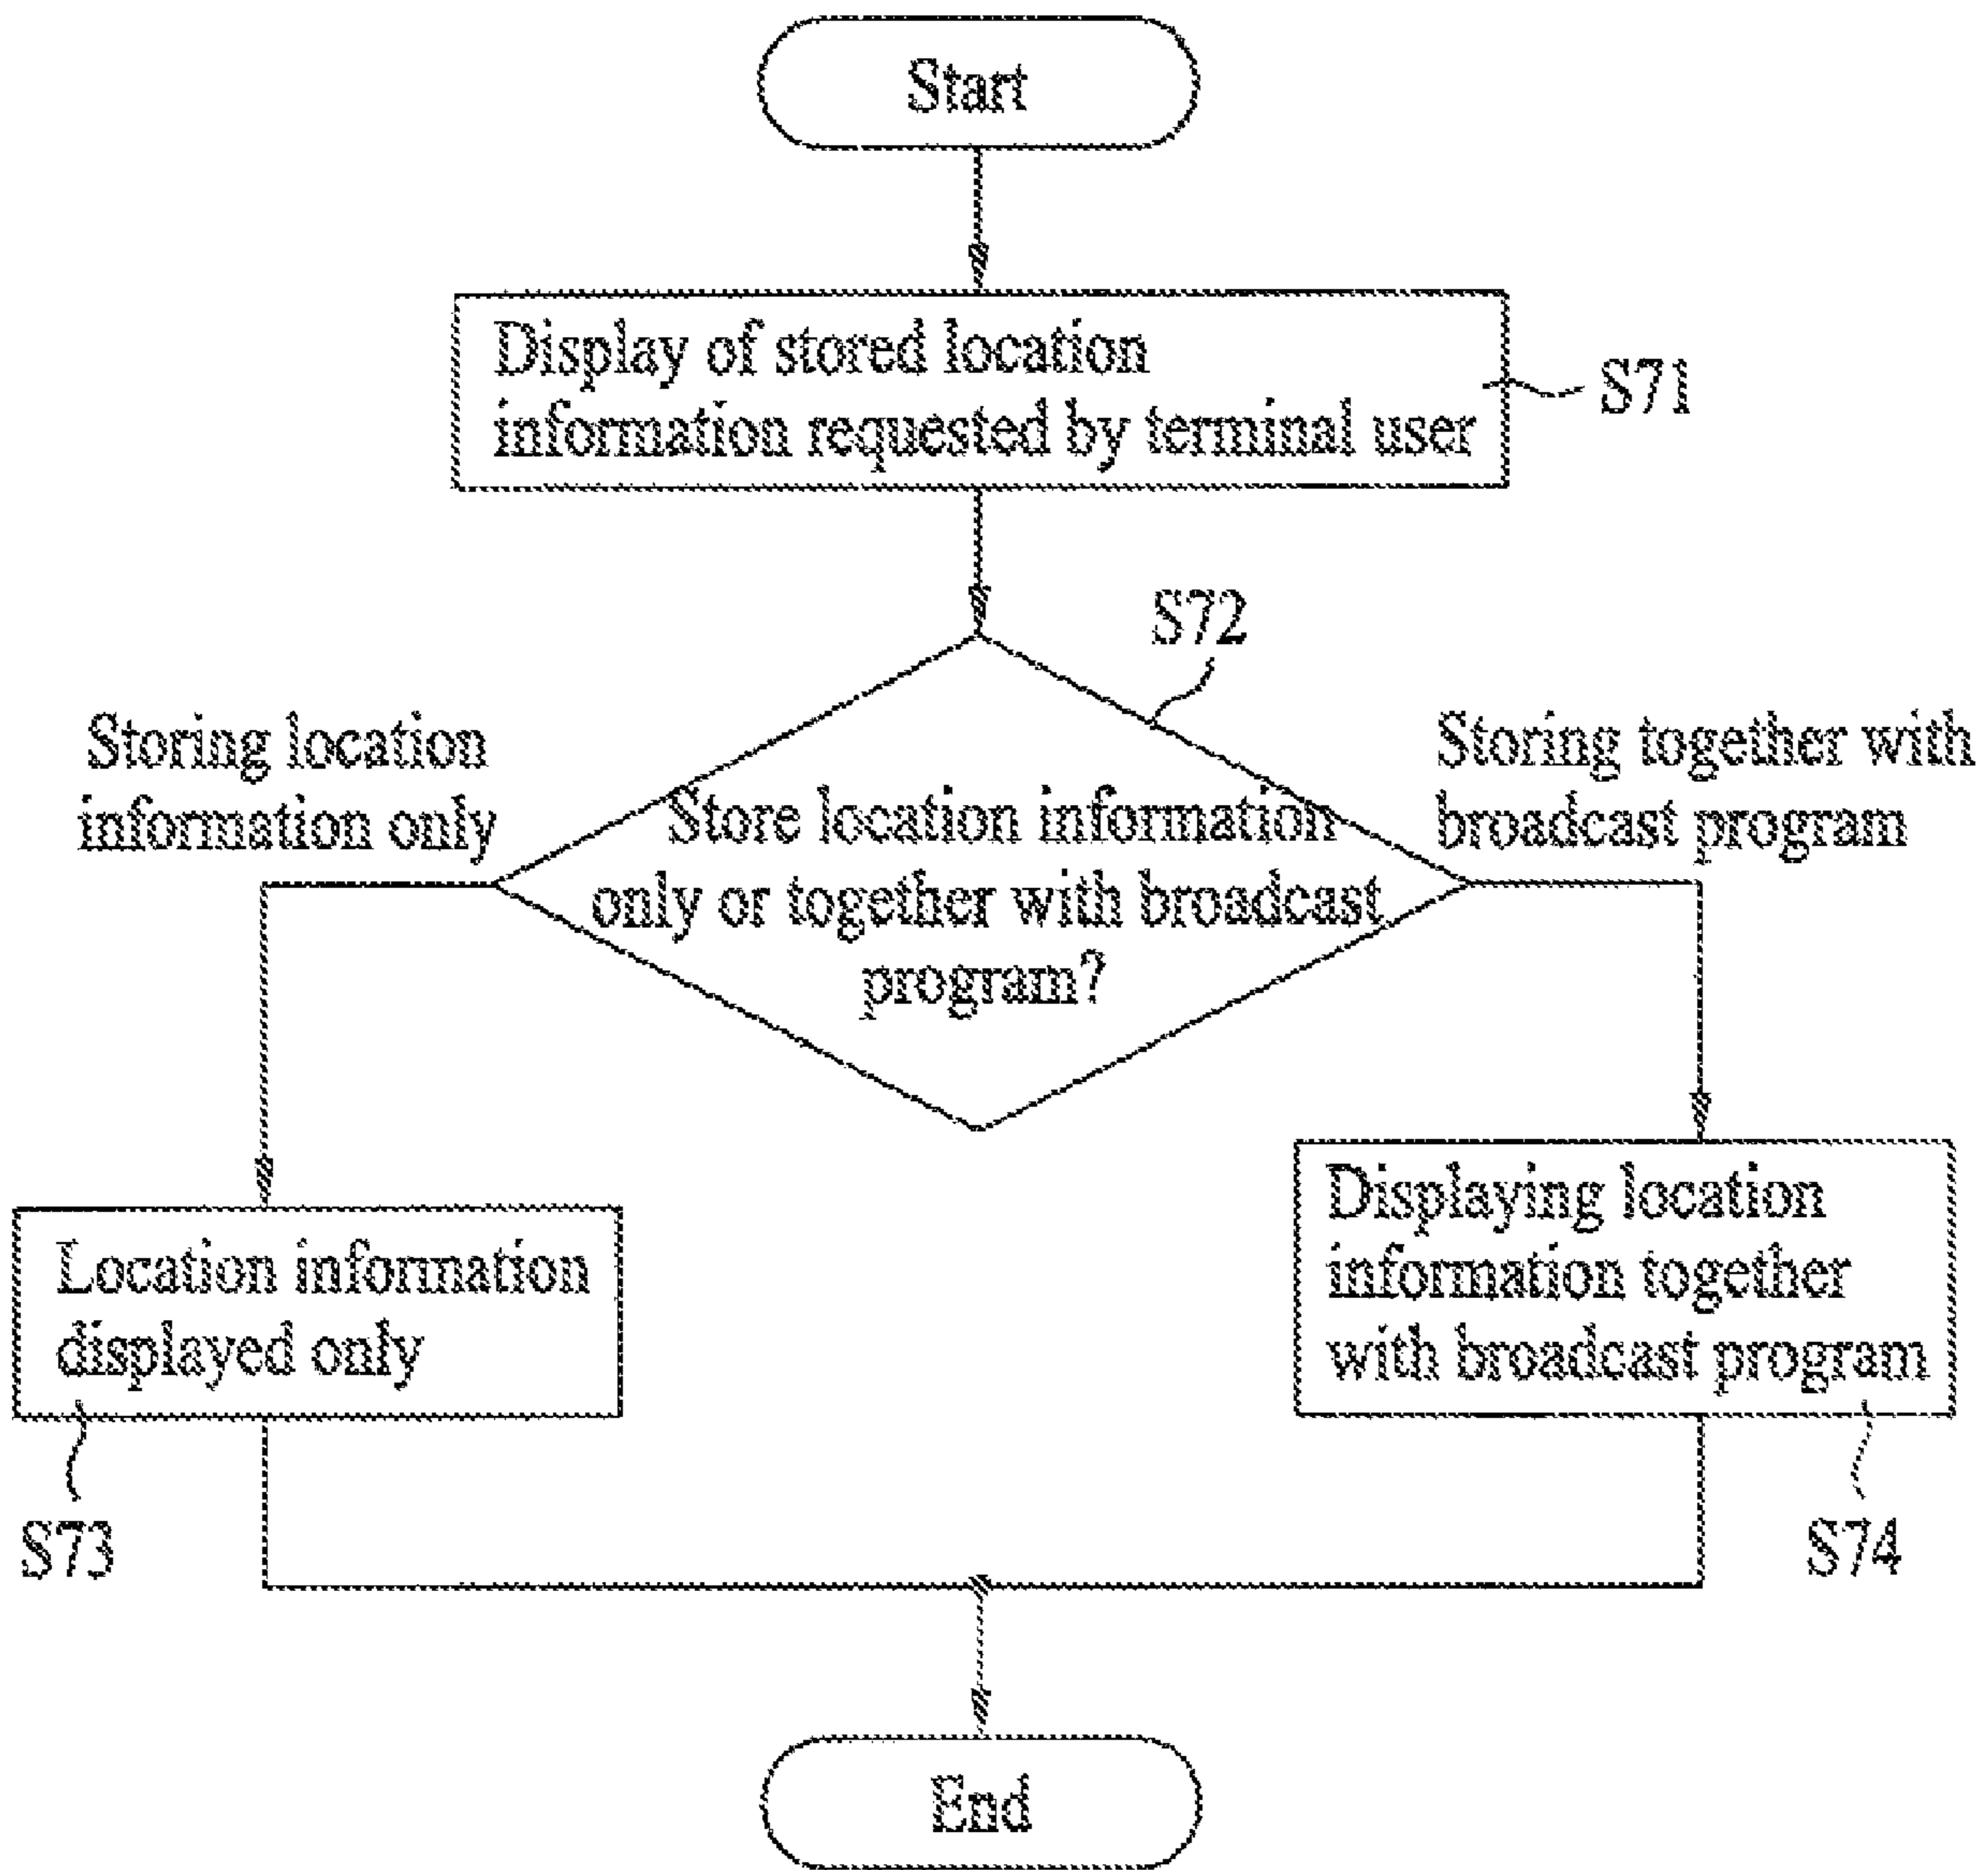 Start
Display of stored location
information requested by terminal user
S71
S72
Storing location
information only
Store location information
only or together with broadcast
program?
Storing together with
broadcast program
Location information
displayed only
S73
Displaying location
information together
with broadcast program
S74
End